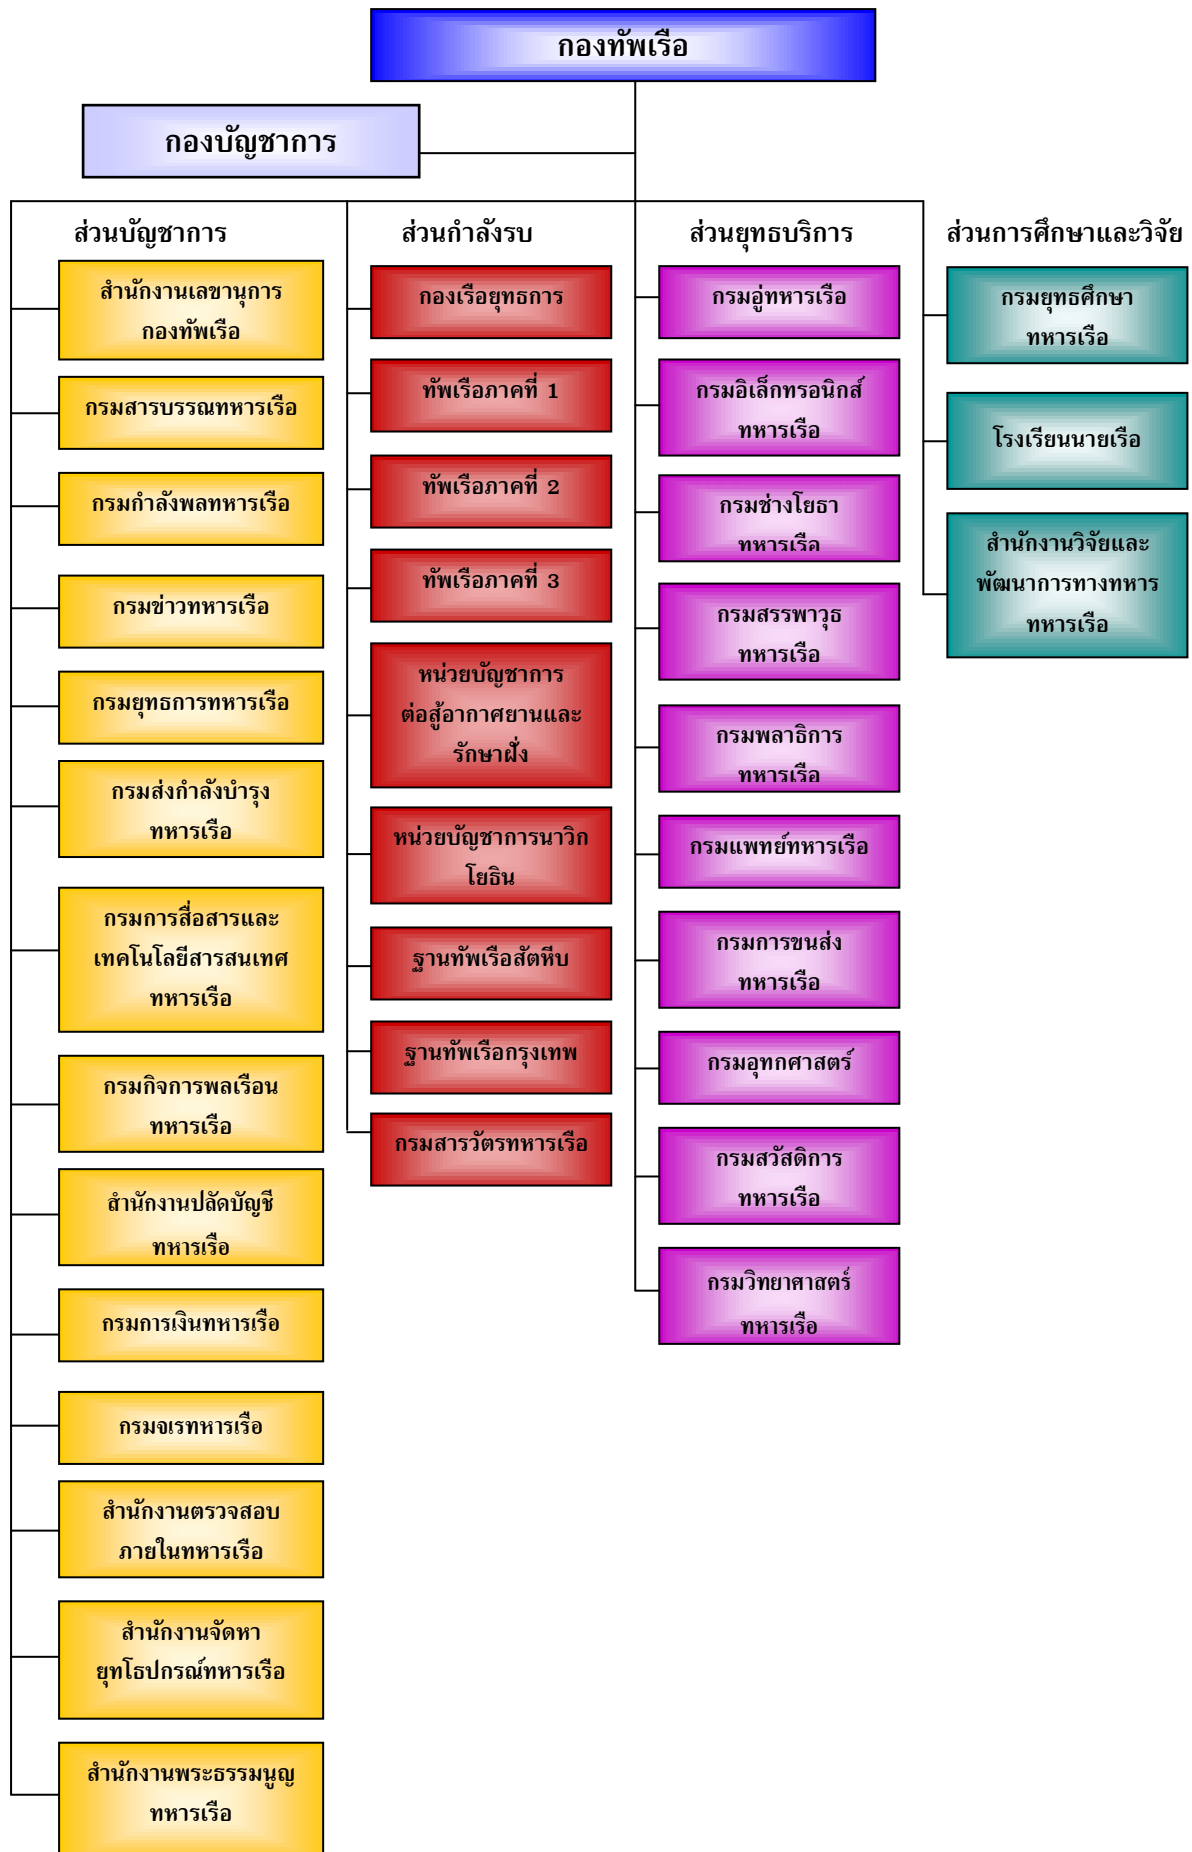 กองทัพเรือ
กองบัญชาการ
ส่วนบัญชาการ
สำนักงานเลขานุการ
กองทัพเรือ
กรมสารบรรณทหารเรือ
กรมกำลังพลทหารเรือ
กรมข่าวทหารเรือ
กรมยุทธการทหารเรือ
กรมส่งกำลังบำรุง
ทหารเรือ
กรมการสื่อสารและ
เทคโนโลยีสารสนเทศ
ทหารเรือ
กรมกิจการพลเรือน
ทหารเรือ
สำนักงานปลัดบัญชี
ทหารเรือ
กรมการเงินทหารเรือ
กรมจเรทหารเรือ
สำนักงานตรวจสอบ
ภายในทหารเรือ
สำนักงานจัดหา
ยุทโธปกรณ์ทหารเรือ
สำนักงานพระธรรมนูญ
ทหารเรือ
ส่วนกำลังรบ
กองเรือยุทธการ
ทัพเรือภาคที่ 1
ทัพเรือภาคที่ 2
ทัพเรือภาคที่ 3
หน่วยบัญชาการ
ต่อสู้อากาศยานและ
รักษาฝั่ง
หน่วยบัญชาการนาวิก
โยธิน
ฐานทัพเรือสัตหีบ
ฐานทัพเรือกรุงเทพ
กรมสารวัตรทหารเรือ
ส่วนยุทธบริการ
กรมอู่ทหารเรือ
กรมอิเล็กทรอนิกส์
ทหารเรือ
กรมช่างโยธา
ทหารเรือ
กรมสรรพาวุธ
ทหารเรือ
กรมพลาธิการ
ทหารเรือ
กรมแพทย์ทหารเรือ
กรมการขนส่ง
ทหารเรือ
กรมอุทกศาสตร์
กรมสวัสดิการ
ทหารเรือ
กรมวิทยาศาสตร์
ทหารเรือ
ส่วนการศึกษาและวิจัย
กรมยุทธศึกษา
ทหารเรือ
โรงเรียนนายเรือ
สำนักงานวิจัยและ
พัฒนาการทางทหาร
ทหารเรือ